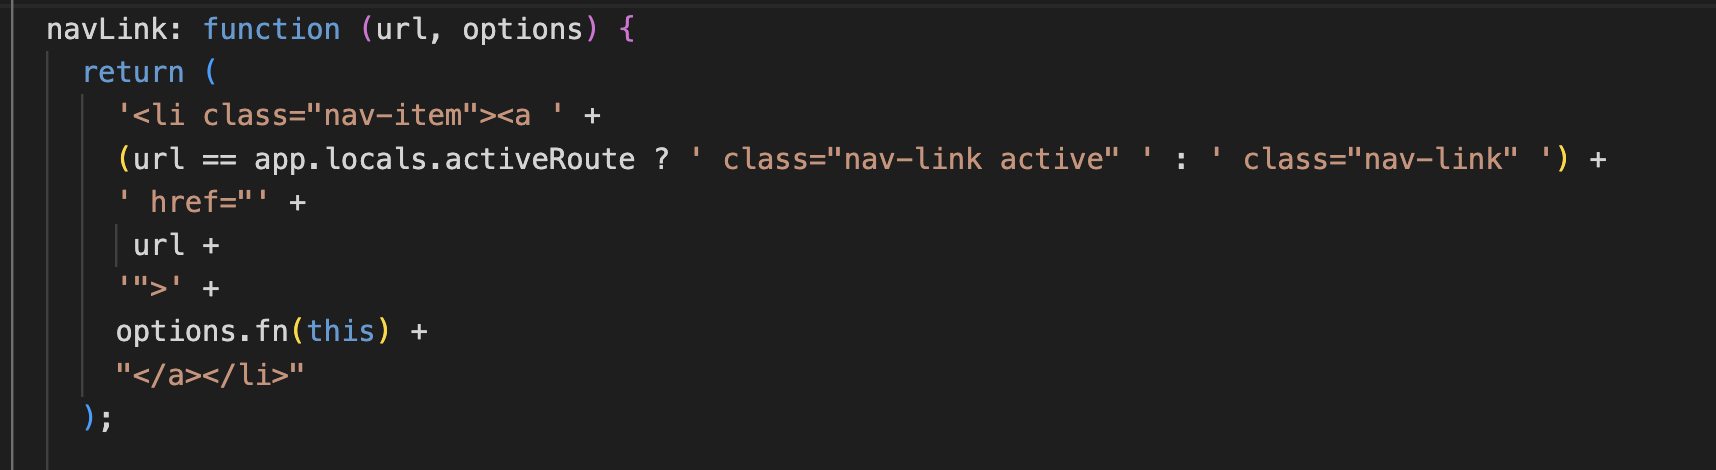 navLink: function (url, options) {
return (
'<li class="nav-item"><a ' +
(url == app.locals.activeRoute ? ' class="nav-link active" ' : ' class="nav-link" ') +
' href="' +
url +
'">' +
options.fn(this) +
"</a></li>"
);